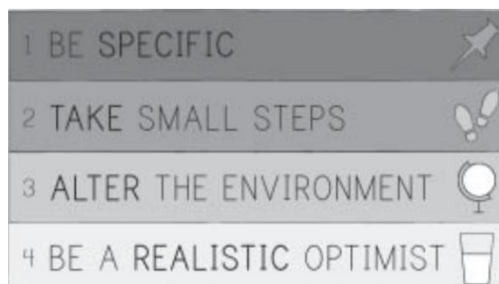 1 BE SPECIFIC
2 TAKE SMALL STEPS
3 ALTER THE ENVIRONMENT
4 BE A REALISTIC OPTIMIST